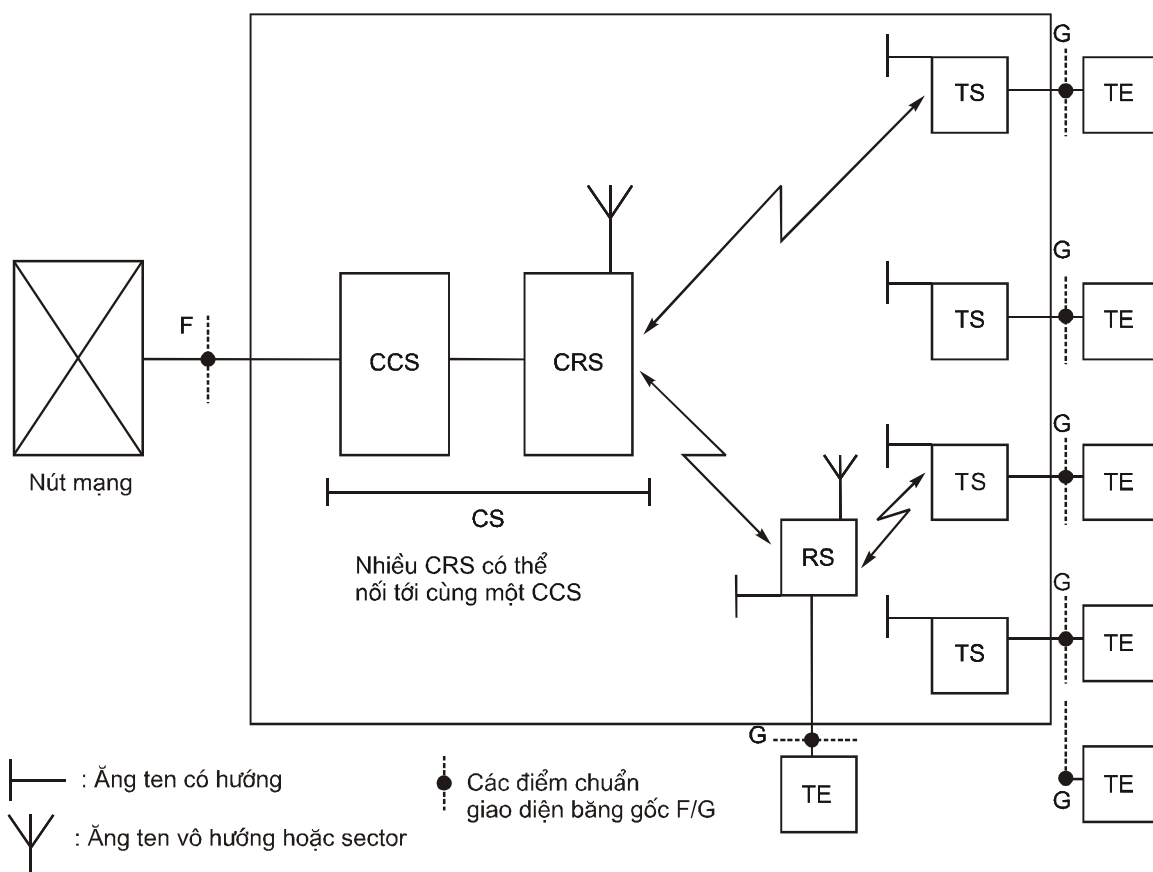 G
TS
TE
G
TS
TE
F
CCS
CRS
Nút mạng
CS
Nhiều CRS có thể
nối tới cùng một CCS
G
TS
TE
RS
G
TS
TE
G
TE
G
TE
: Ăng ten có hướng
: Ăng ten vô hướng hoặc sector
Các điểm chuẩn
giao diện băng gốc F/G